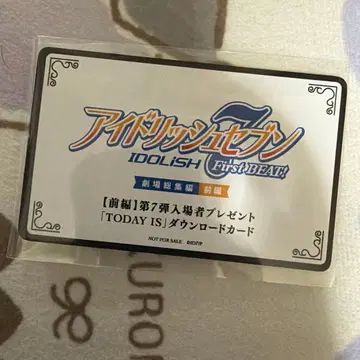 アイドリッシュセブン
IDOLiSH 7 First BEAT!
劇場総集編 前編
【前編】第7弾入場者プレゼント
「TODAY IS」ダウンロードカード
NOT FOR SALE
AURO